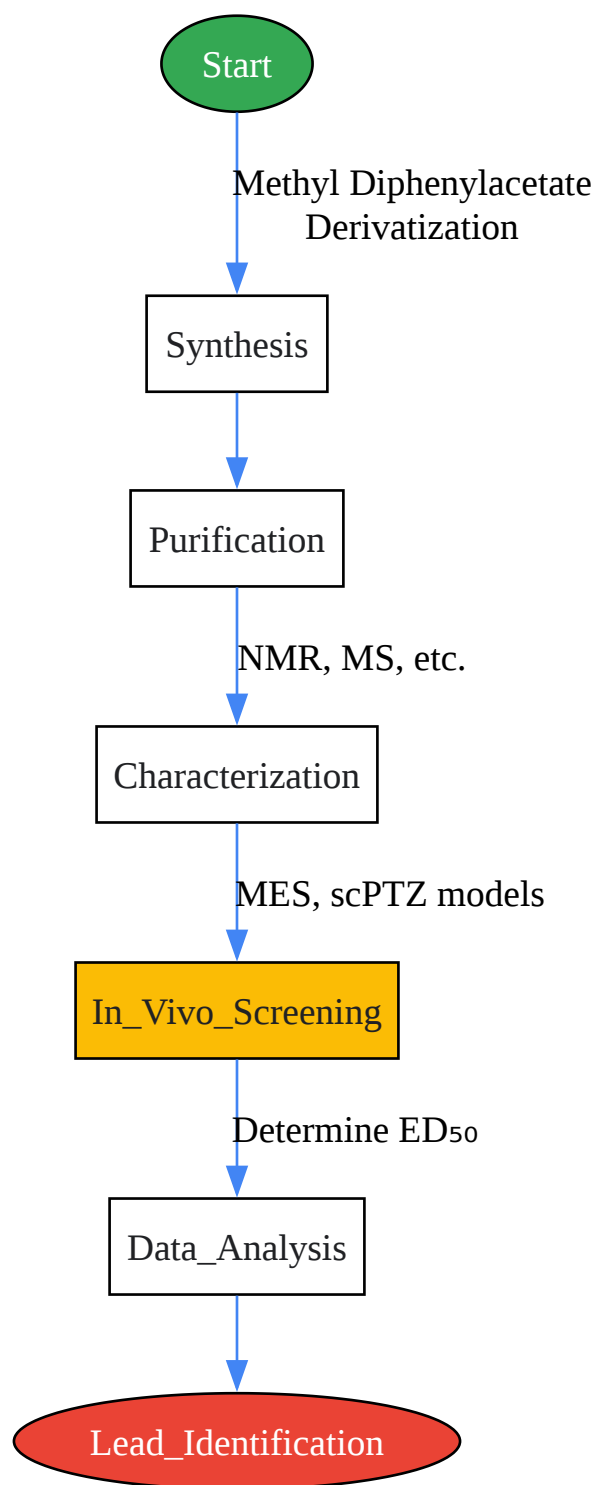 Start
Methyl Diphenylacetate
Derivatization
Synthesis
Purification
NMR, MS, etc.
Characterization
MES, scPTZ models
In_Vivo_Screening
Determine ED₅₀
Data_Analysis
Lead_Identification